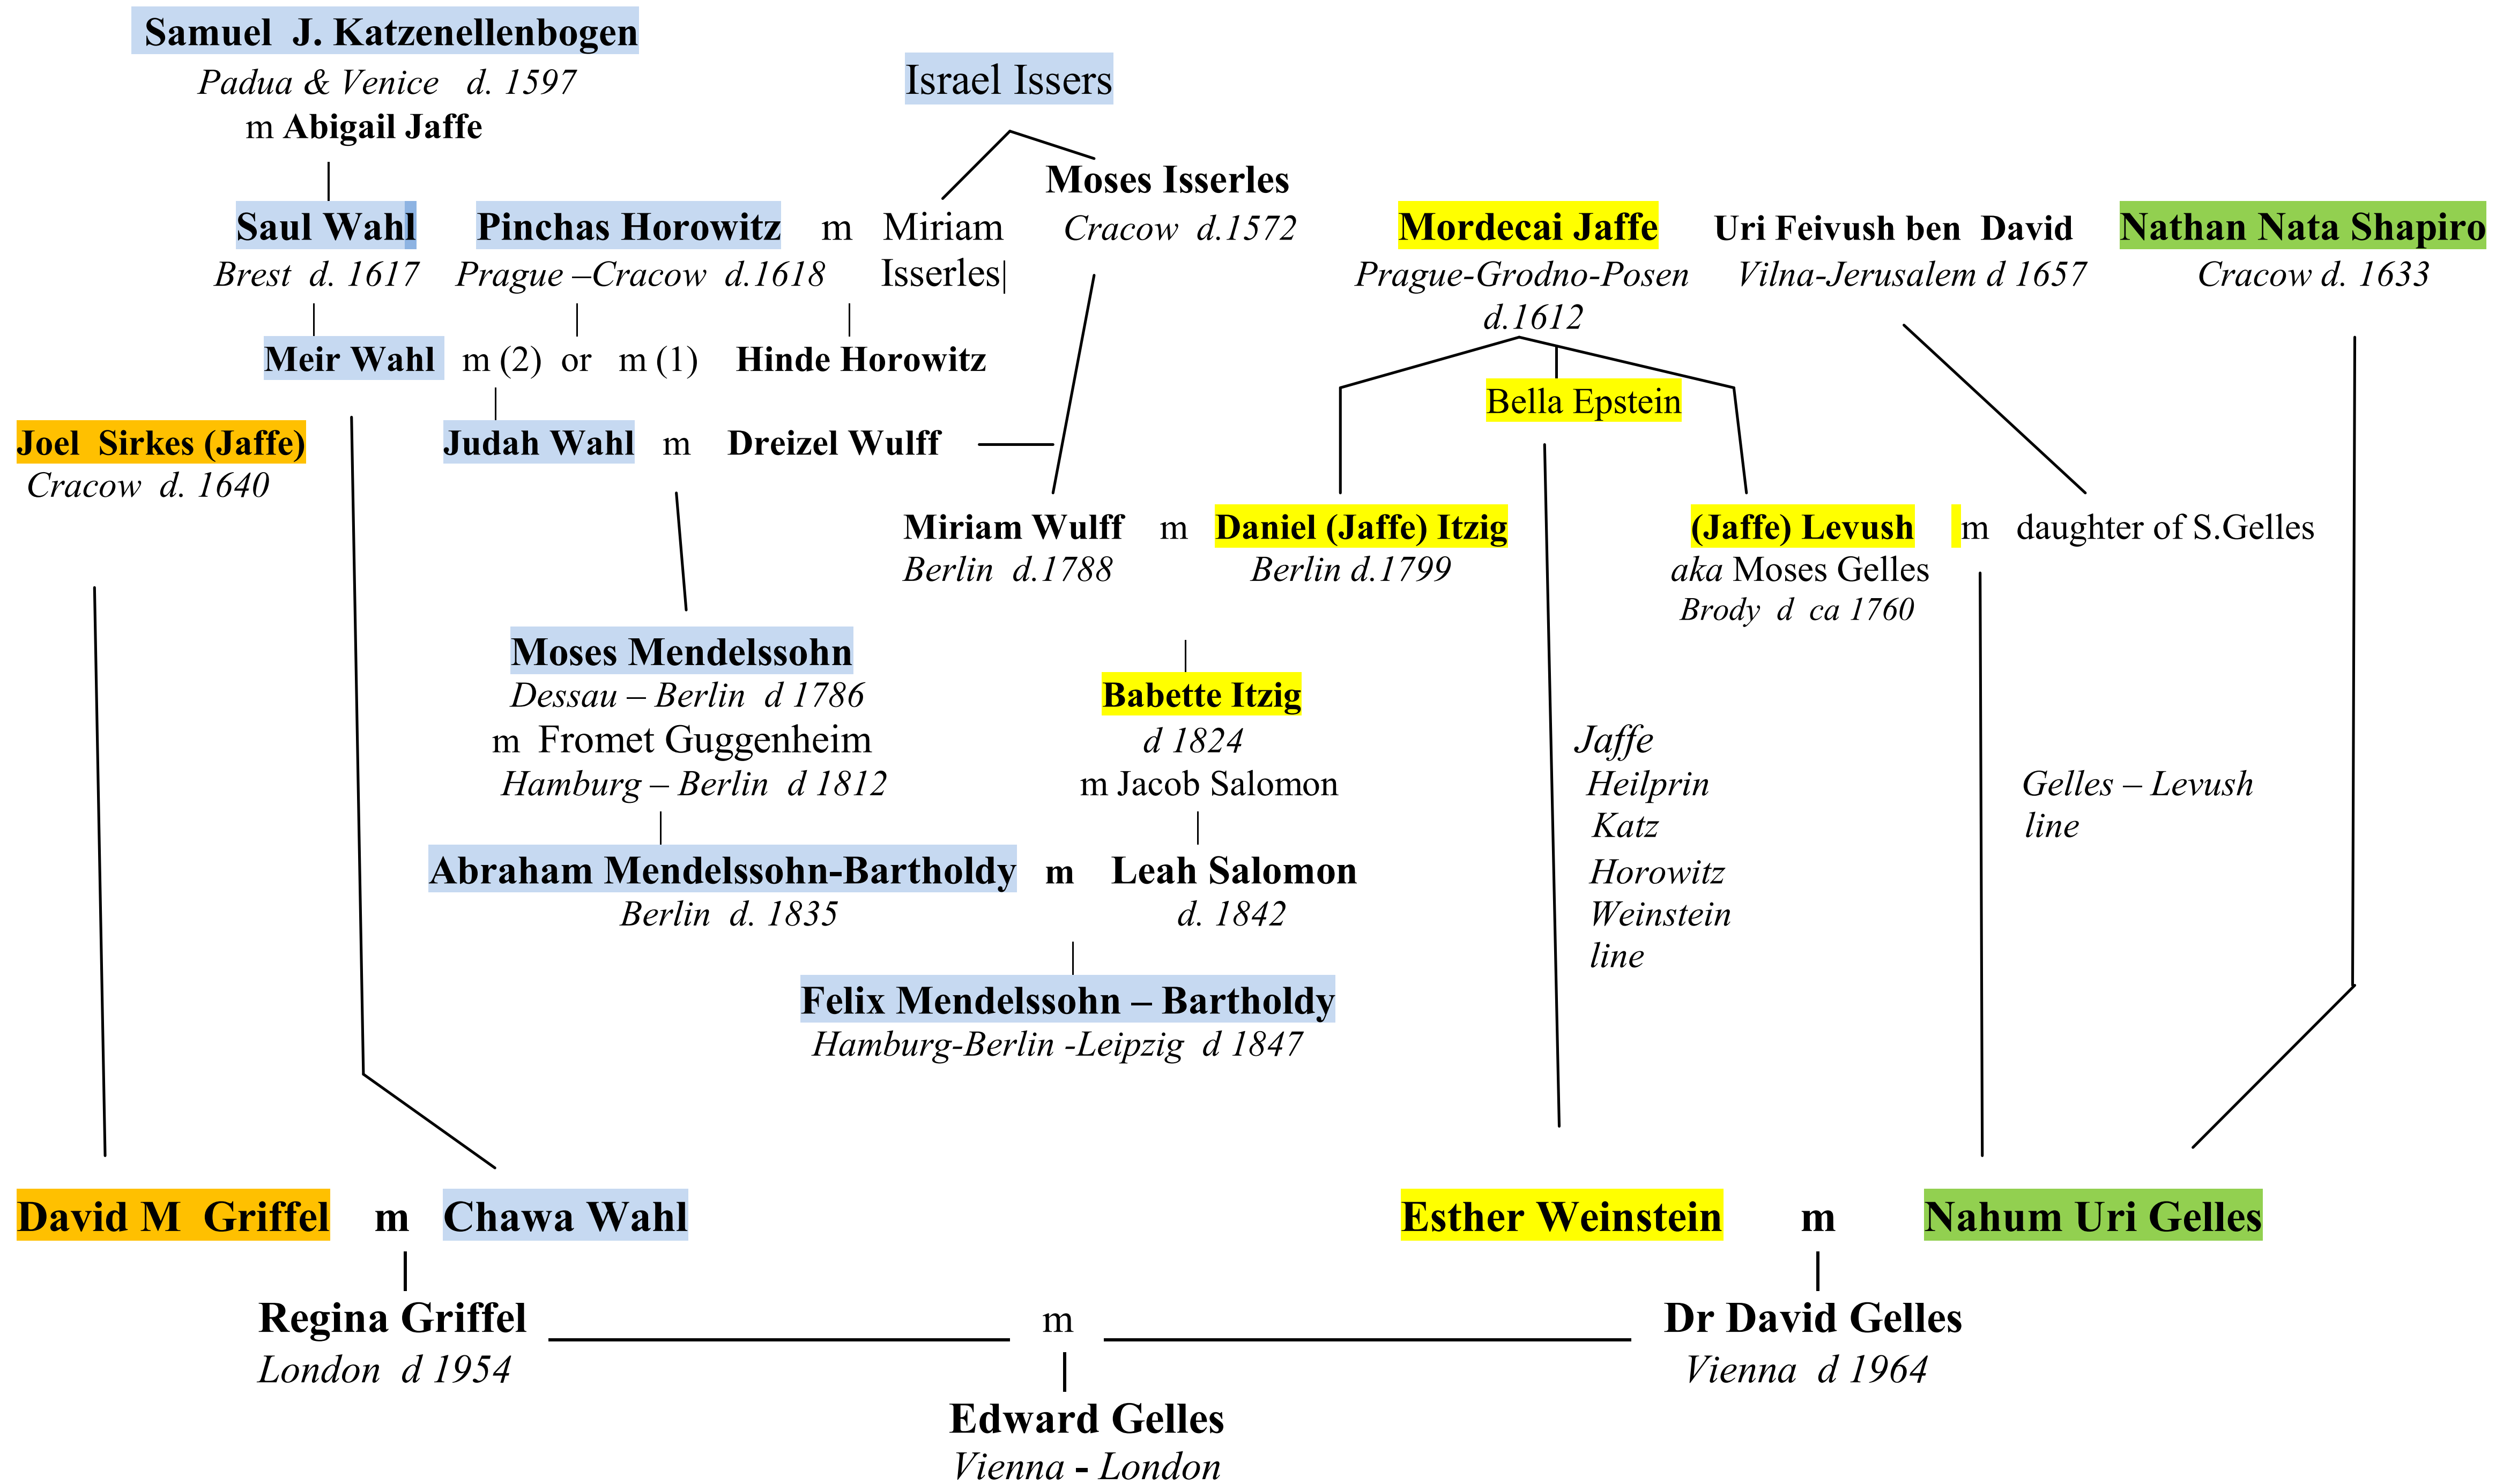 Samuel J. Katzenellenbogen
Padua & Venice d. 1597
m Abigail Jaffe
Israel Issers
Moses Isserles
Cracow d.1572
Saul Wahl
Brest d. 1617
Pinchas Horowitz m Miriam
Prague –Cracow d.1618 Isserles|
Mordecai Jaffe
Prague-Grodno-Posen
d.1612
Uri Feivush ben David
Vilna-Jerusalem d 1657
Nathan Nata Shapiro
Cracow d. 1633
Meir Wahl m (2) or m (1) Hinde Horowitz
Bella Epstein
Joel Sirkes (Jaffe)
Cracow d. 1640
Judah Wahl m Dreizel Wulff
Miriam Wulff m Daniel (Jaffe) Itzig
Berlin d.1788 Berlin d.1799
(Jaffe) Levush m daughter of S.Gelles
aka Moses Gelles
Brody d ca 1760
Moses Mendelssohn
Dessau – Berlin d 1786
m Fromet Guggenheim
Hamburg – Berlin d 1812
Babette Itzig
d 1824
m Jacob Salomon
Jaffe
Heilprin
Katz
Horowitz
Weinstein
line
Gelles – Levush
line
Abraham Mendelssohn-Bartholdy m Leah Salomon
Berlin d. 1835 d. 1842
Felix Mendelssohn – Bartholdy
Hamburg-Berlin -Leipzig d 1847
David M Griffel m Chawa Wahl
Esther Weinstein m Nahum Uri Gelles
Regina Griffel m Dr David Gelles
London d 1954 Vienna d 1964
Edward Gelles
Vienna - London